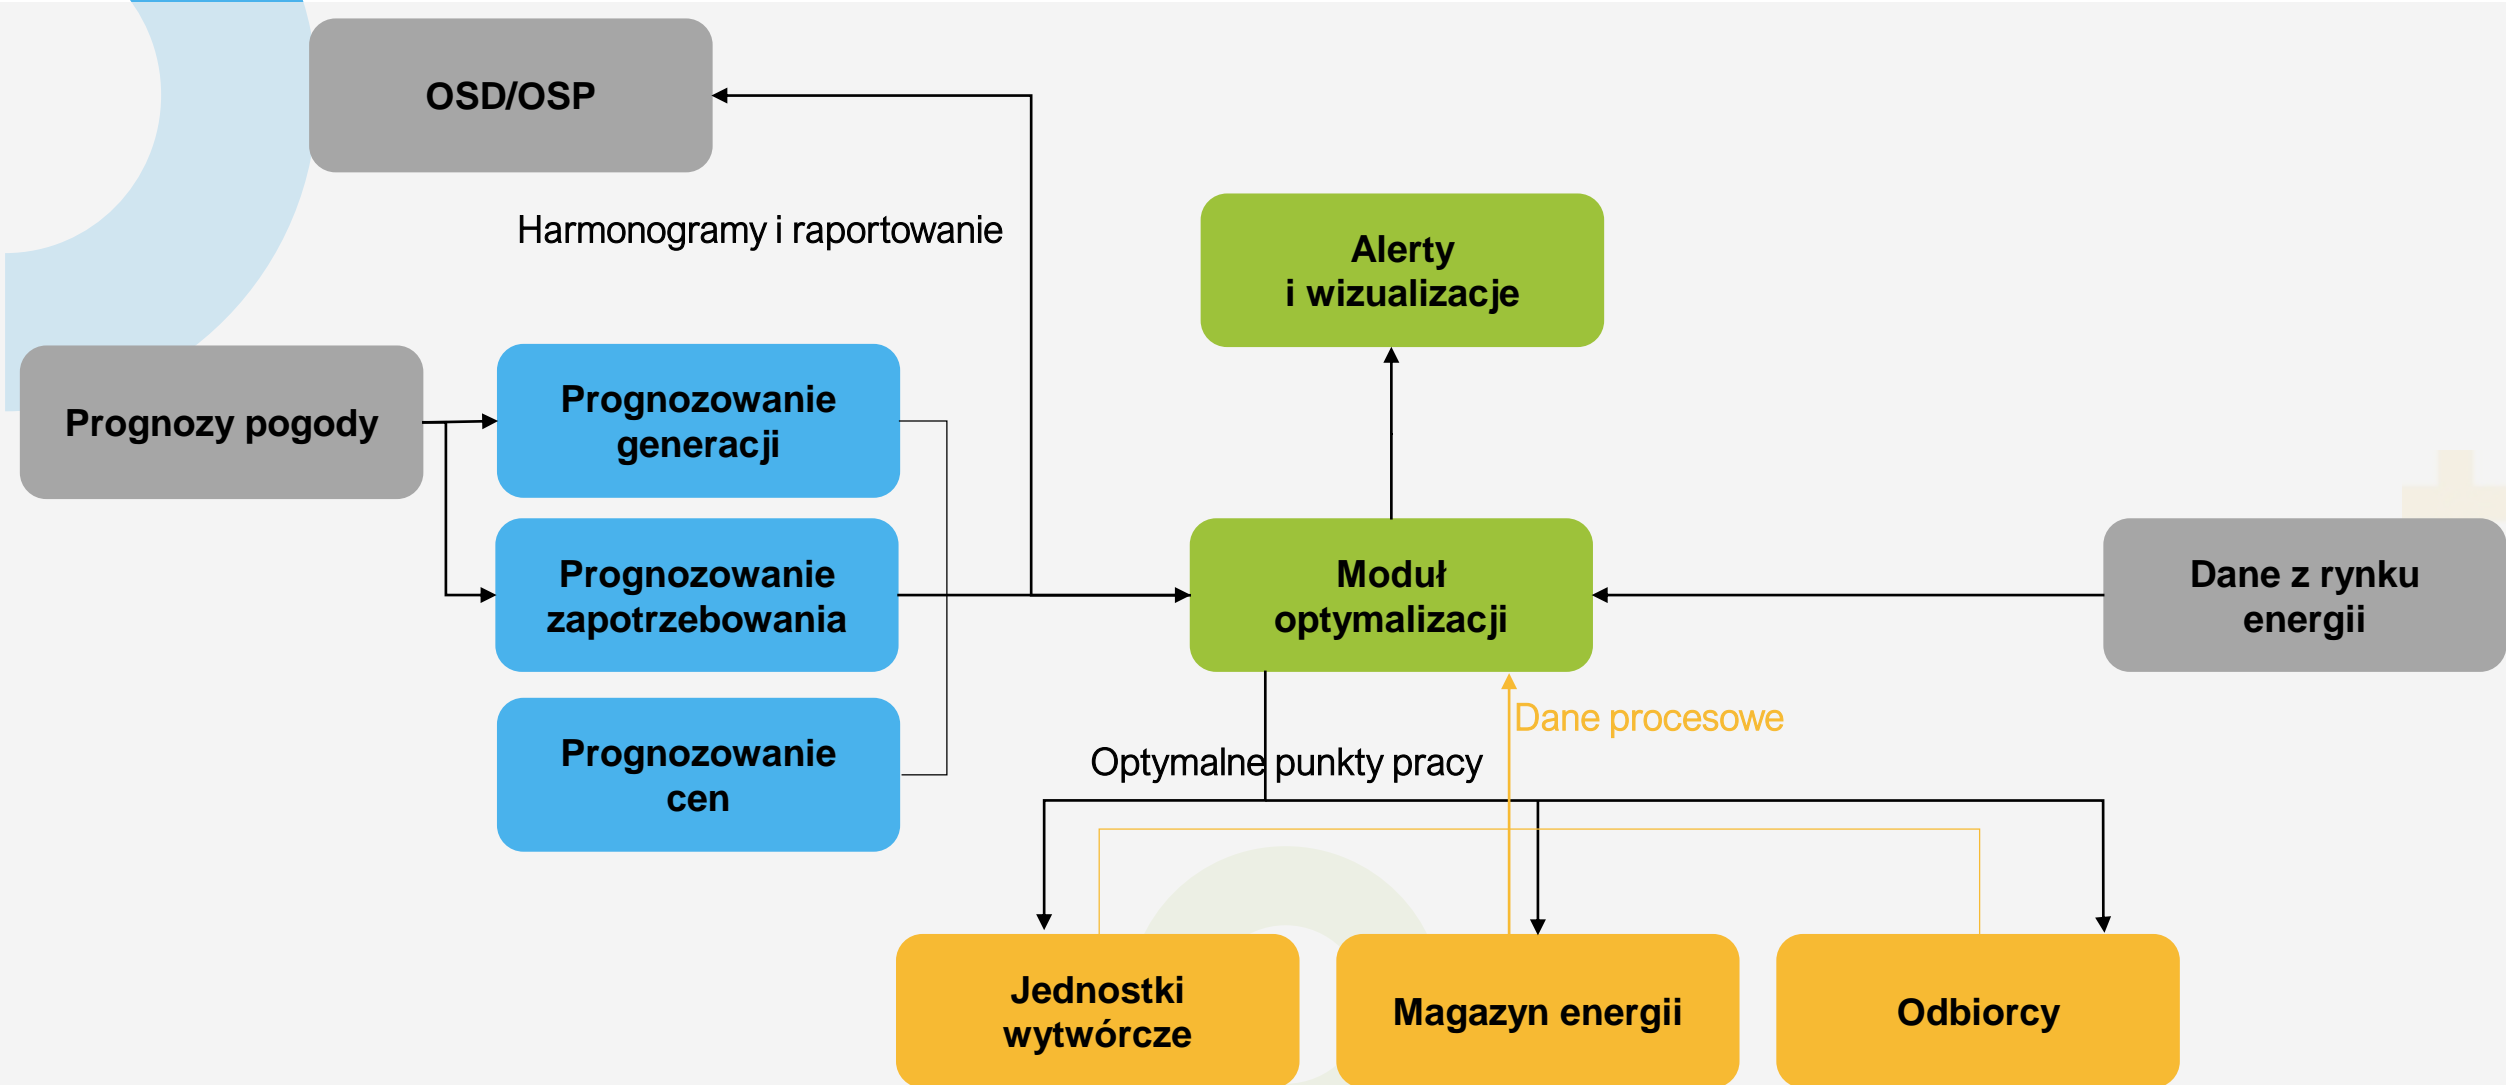 OSD/OSP
Harmonogramy i raportowanie
Alerty
i wizualizacje
Prognozy pogody
Prognozowanie
generacji
Prognozowanie
zapotrzebowania
Moduł
optymalizacji
Dane z rynku
energii
Prognozowanie
cen
Dane procesowe
Optymalne punkty pracy
Jednostki
wytwórcze
Magazyn energii
Odbiorcy